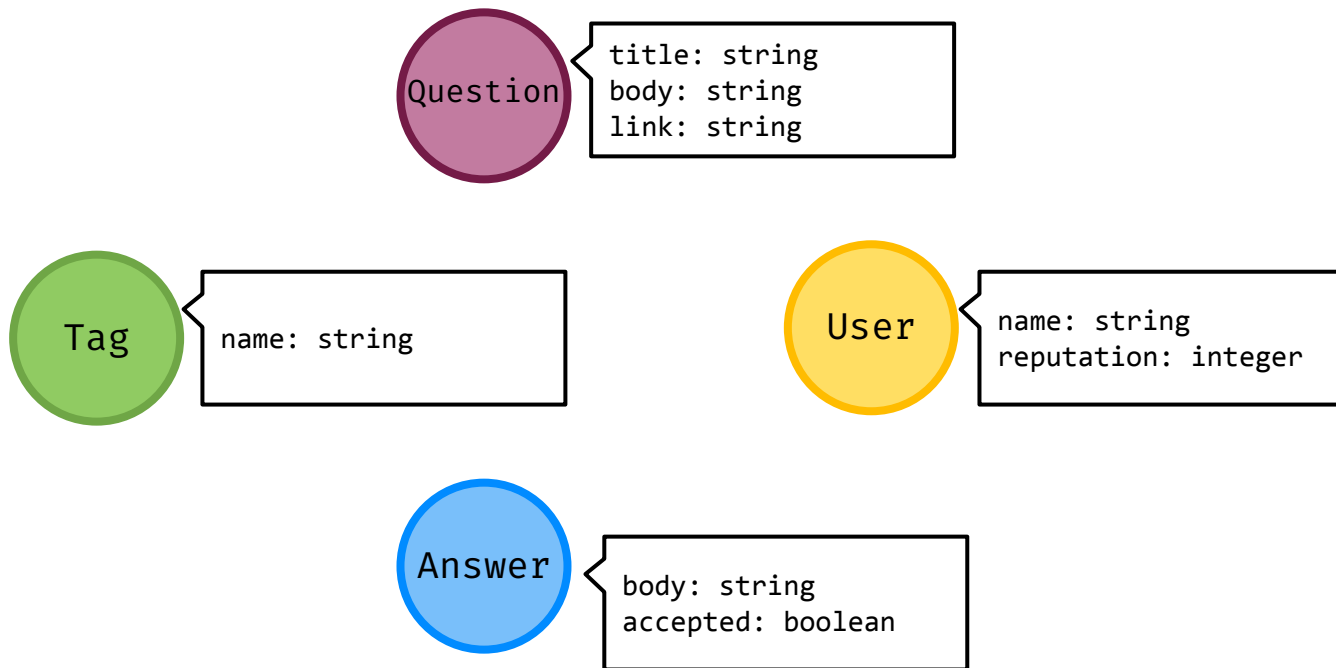 Question
title: string
body: string
link: string
Tag
name: string
User
name: string
reputation: integer
Answer
body: string
accepted: boolean